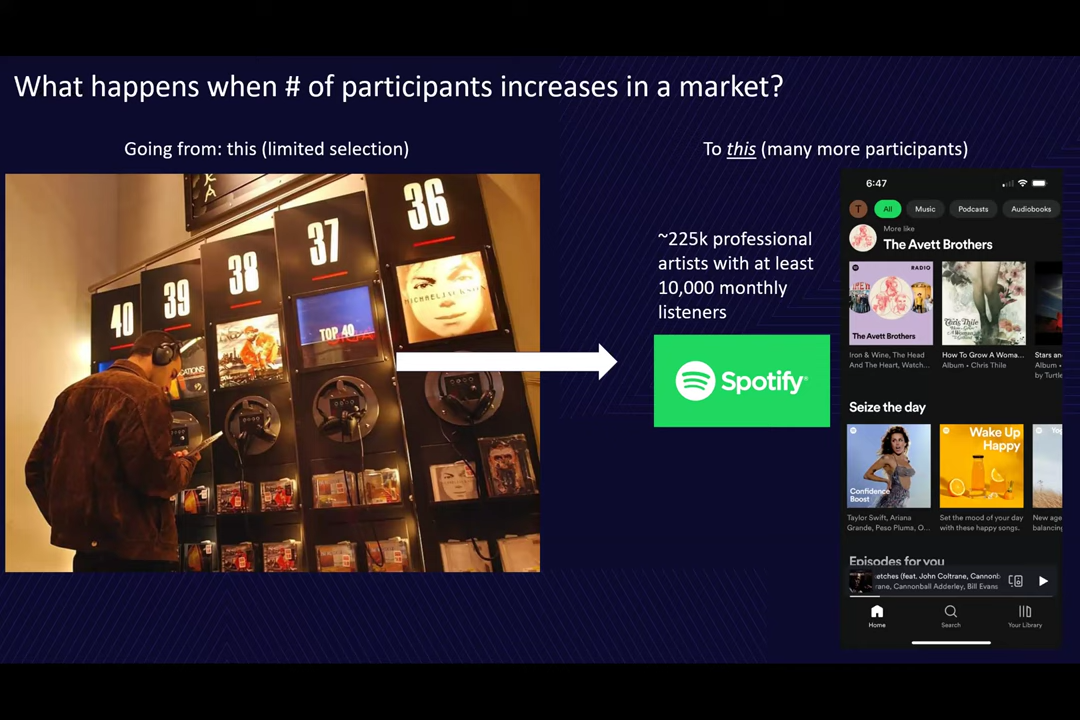 What happens when # of participants increases in a market?
Going from: this (limited selection)
To this (many more participants)
40
39
38
37
36
TOP 40
MICHAEL JACKSON
~225k professional
artists with at least
10,000 monthly
listeners
Spotify
6:47
T
All
Music
Podcasts
Audiobooks
More like
The Avett Brothers
RADIO
The Avett Brothers
Chris Thile
Iron & Wine, The Head
And The Heart, Watch...
How To Grow A Woma...
Album • Chris Thile
Stars an
Album •
by Turtle
Seize the day
Confidence
Boost
Wake Up
Happy
Yog
Taylor Swift, Ariana
Grande, Peso Pluma, O...
Set the mood of your day
with these happy songs.
New age
balancing
Episodes for you
etches (feat. John Coltrane, Cannonb
rane, Cannonball Adderley, Bill Evans
Home
Search
Your Library